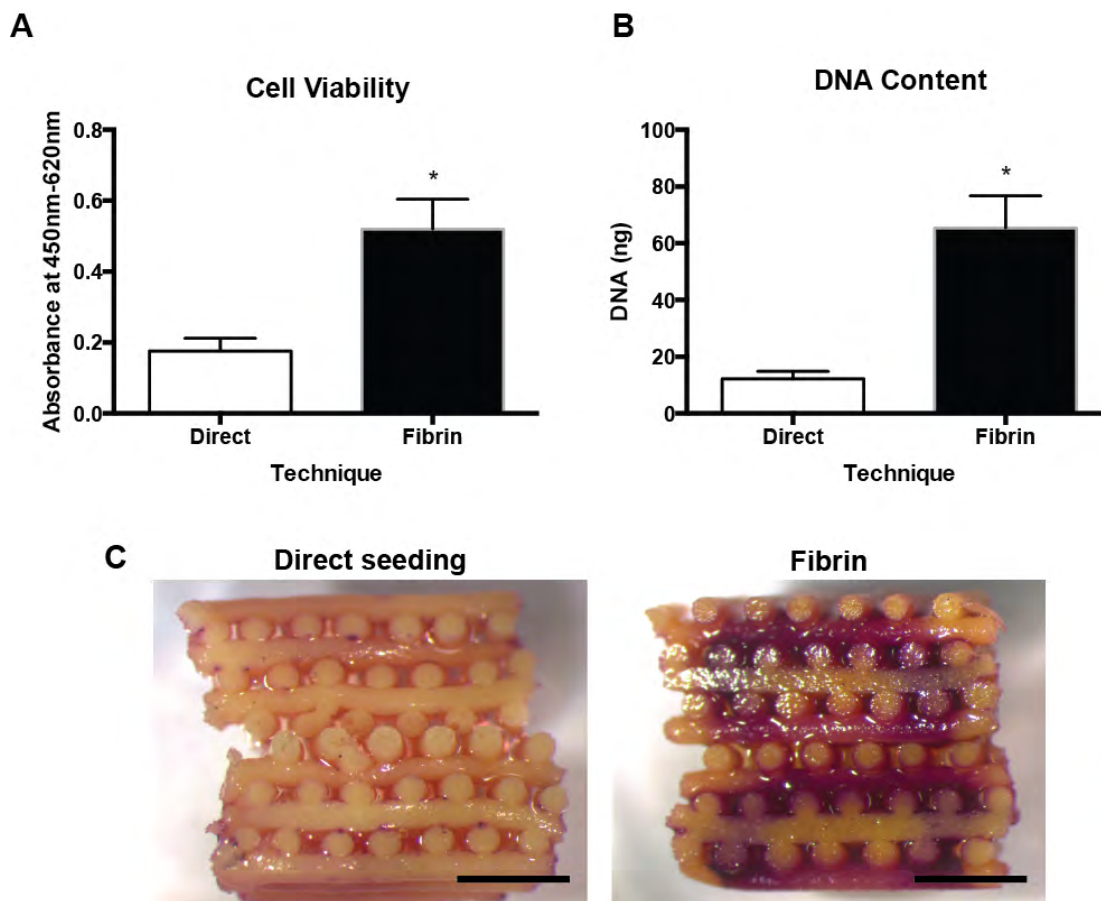 A
Cell Viability
Absorbance at 450nm-620nm
0.8
0.6
0.4
0.2
0.0
*
Direct
Fibrin
Technique
B
DNA Content
DNA (ng)
100
80
60
40
20
0
*
Direct
Fibrin
Technique
C
Direct seeding
Fibrin